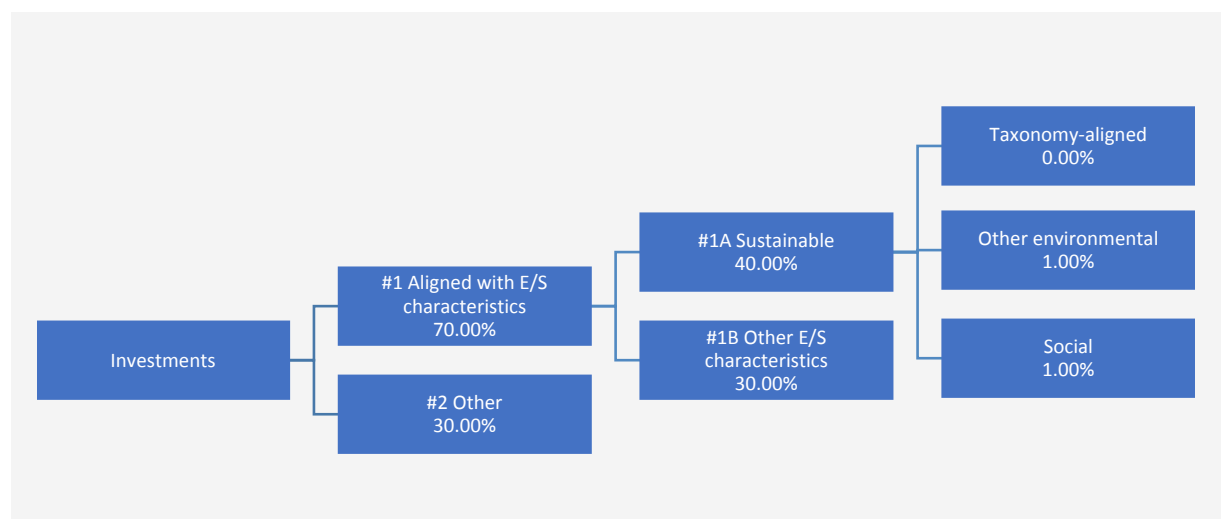 Investments
#1 Aligned with E/S
characteristics
70.00%
#2 Other
30.00%
#1A Sustainable
40.00%
#1B Other E/S
characteristics
30.00%
Taxonomy-aligned
0.00%
Other environmental
1.00%
Social
1.00%